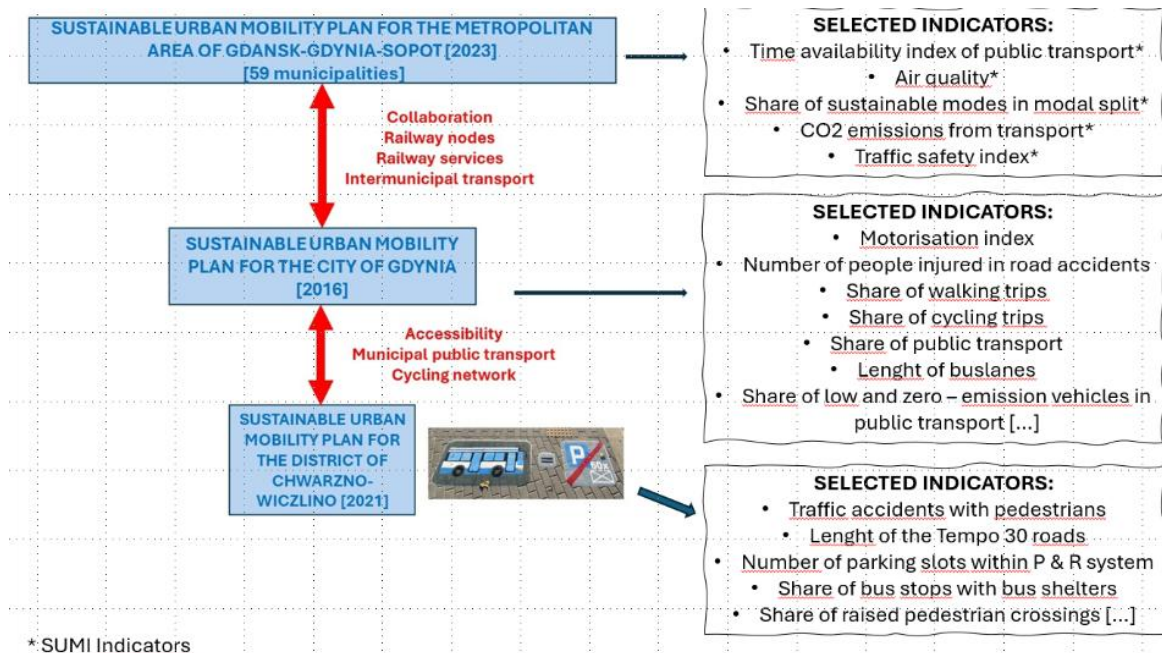 SUSTAINABLE URBAN MOBILITY PLAN FOR THE METROPOLITAN
AREA OF GDANSK-GDYNIA-SOPOT [2023]
[59 municipalities]
SELECTED INDICATORS:
• Time availability index of public transport*
• Air quality*
• Share of sustainable modes in modal split*
• CO2 emissions from transport*
• Traffic safety index*
Collaboration
Railway nodes
Railway services
Intermunicipal transport
SUSTAINABLE URBAN MOBILITY
PLAN FOR THE CITY OF GDYNIA
[2016]
SELECTED INDICATORS:
• Motorisation index
• Number of people injured in road accidents
• Share of walking trips
• Share of cycling trips
• Share of public transport
• Lenght of buslanes
• Share of low and zero – emission vehicles in
public transport [...]
Accessibility
Municipal public transport
Cycling network
SUSTAINABLE URBAN
MOBILITY PLAN FOR
THE DISTRICT OF
CHWARZNO-
WICZLINO [2021]
P
60x
SELECTED INDICATORS:
• Traffic accidents with pedestrians
• Lenght of the Tempo 30 roads
• Number of parking slots within P & R system
• Share of bus stops with bus shelters
• Share of raised pedestrian crossings [...]
* SUMI Indicators